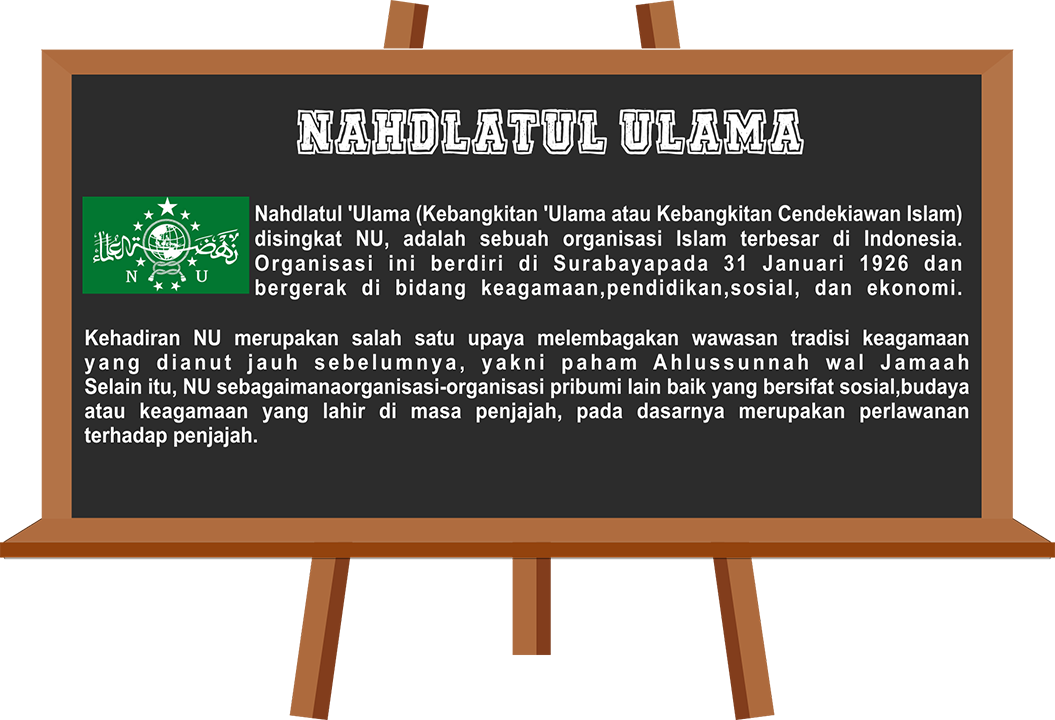 NAHDLATUL ULAMA
Nahdlatul 'Ulama (Kebangkitan 'Ulama atau Kebangkitan Cendekiawan Islam)
disingkat NU, adalah sebuah organisasi Islam terbesar di Indonesia.
Organisasi ini berdiri di Surabayapada 31 Januari 1926 dan
bergerak di bidang keagamaan,pendidikan,sosial, dan ekonomi.
نهضة العلماء
N U
Kehadiran NU merupakan salah satu upaya melembagakan wawasan tradisi keagamaan
yang dianut jauh sebelumnya, yakni paham Ahlussunnah wal Jamaah
Selain itu, NU sebagaimanaorganisasi-organisasi pribumi lain baik yang bersifat sosial,budaya
atau keagamaan yang lahir di masa penjajah, pada dasarnya merupakan perlawanan
terhadap penjajah.